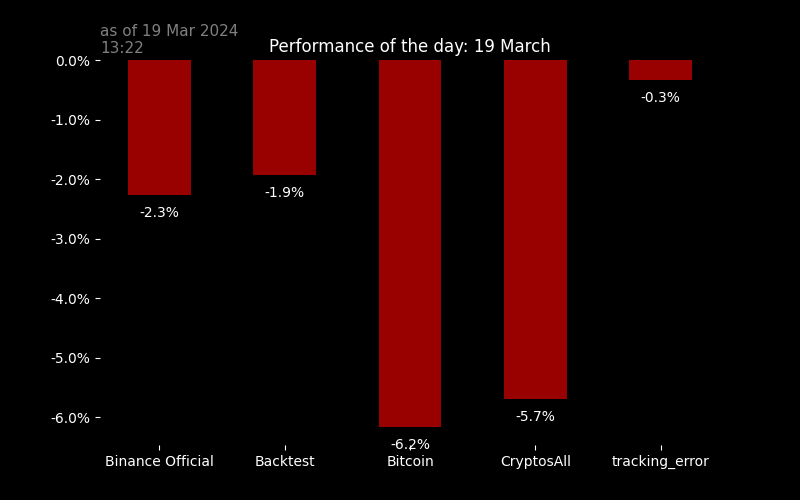 as of 19 Mar 2024
13:22
Performance of the day: 19 March
0.0%
-1.0%
-2.0%
-3.0%
-4.0%
-5.0%
-6.0%
-2.3%
-1.9%
-6.2%
-5.7%
-0.3%
Binance Official
Backtest
Bitcoin
CryptosAll
tracking_error